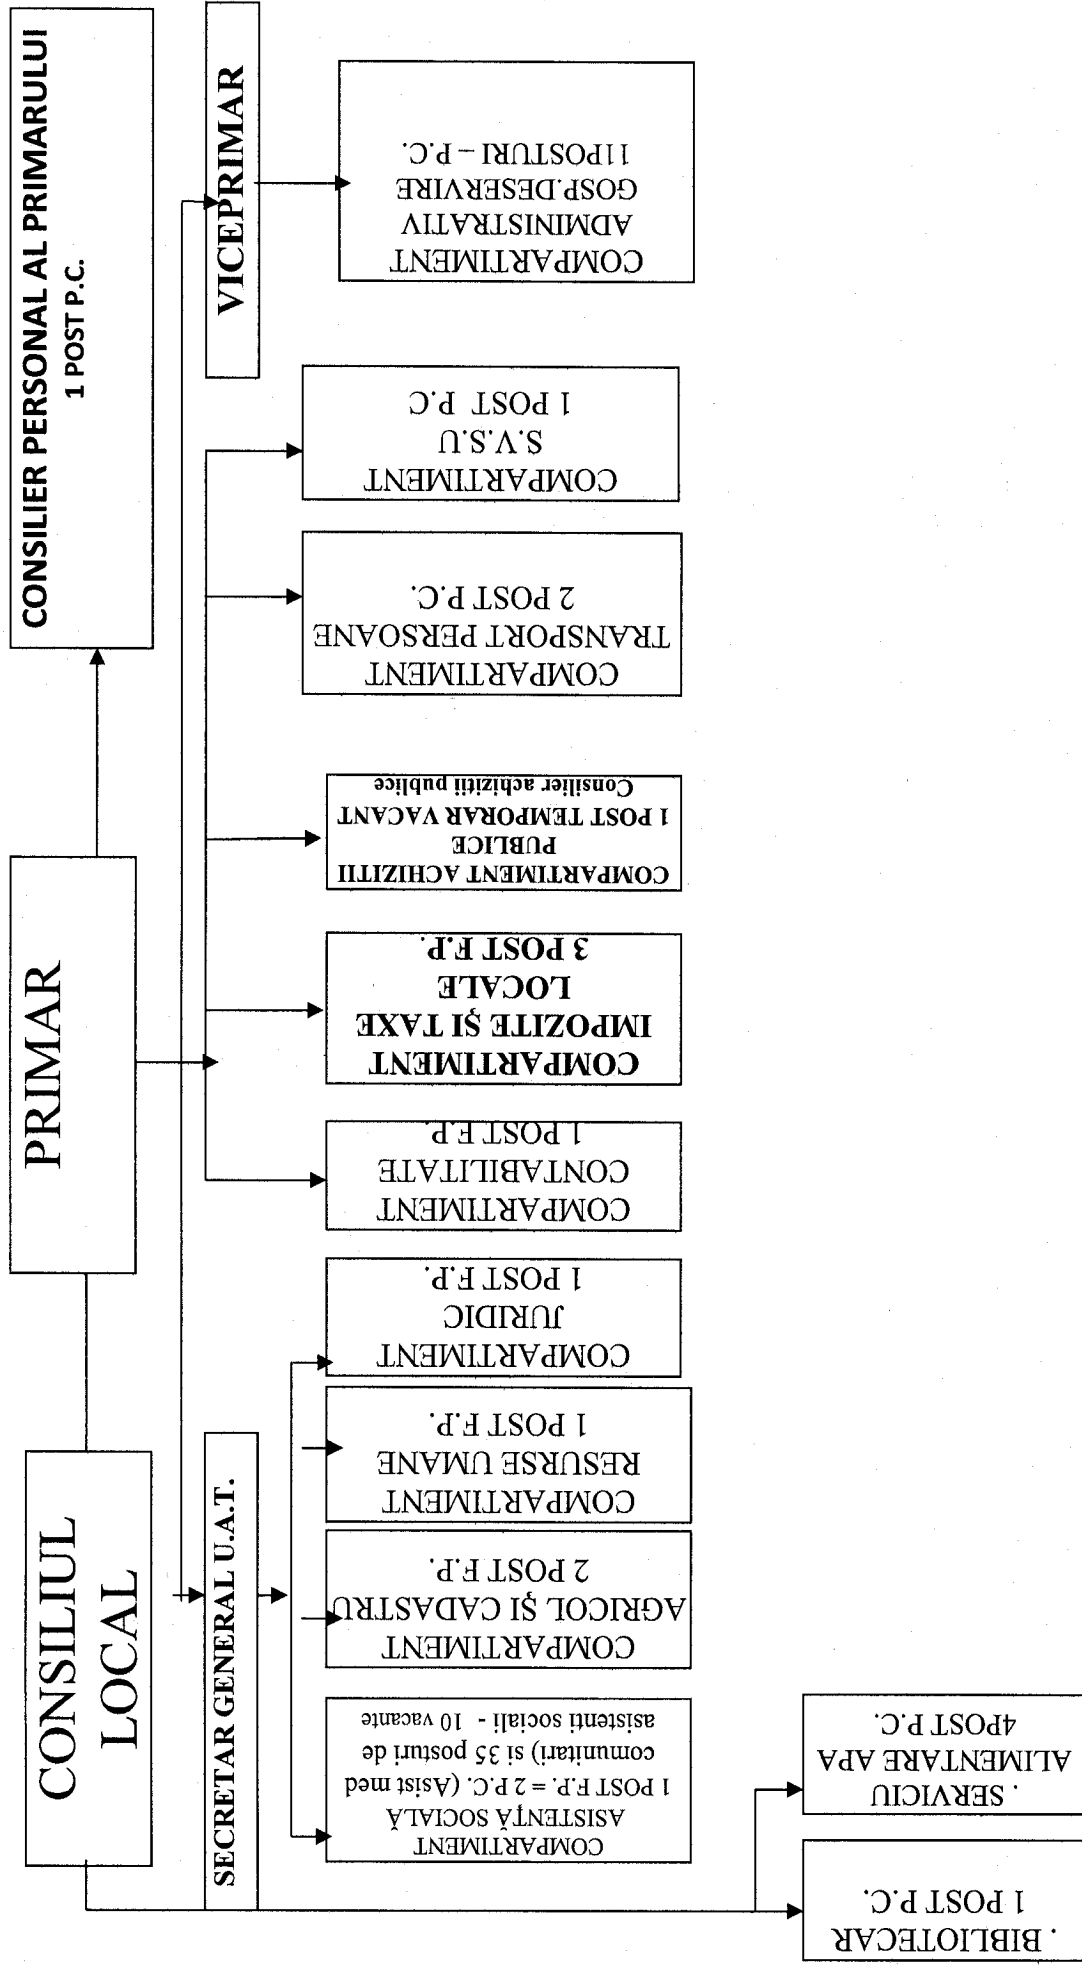 CONSILIUL
LOCAL
PRIMAR
CONSILIER PERSONAL AL PRIMARULUI
1 POST P.C.
SECRETAR GENERAL U.A.T.
VICEPRIMAR
COMPARTIMENT
ASISTENȚĂ SOCIALĂ
1 POST F.P. = 2 P.C. (Asist med
comunitari) si 35 posturi de
asistenti sociali - 10 vacante
COMPARTIMENT
AGRICOL ȘI CADASTRU
2 POST F.P.
COMPARTIMENT
RESURSE UMANE
1 POST F.P.
COMPARTIMENT
JURIDIC
1 POST F.P.
COMPARTIMENT
CONTABILITATE
1 POST F.P.
COMPARTIMENT
IMPOZITE ȘI TAXE
LOCALE
3 POST F.P.
COMPARTIMENT ACHIZITII
PUBLICE
1 POST TEMPORAR VACANT
Consilier achizitii publice
COMPARTIMENT
TRANSPORT PERSOANE
2 POST P.C.
COMPARTIMENT
S.V.S.U
1 POST P.C
COMPARTIMENT
ADMINISTRATIV
GOSP.DESERVIRE
11POSTURI – P.C.
. BIBLIOTECAR
1 POST P.C.
. SERVICIU
ALIMENTARE APA
4POST P.C.